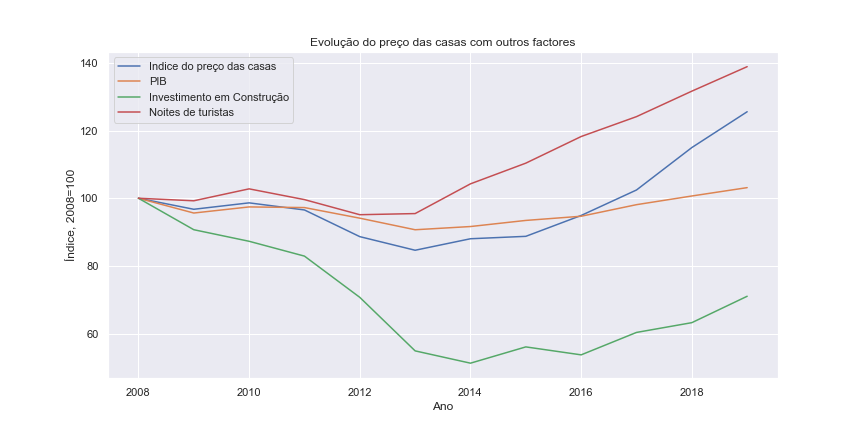 Evolução do preço das casas com outros factores
Indice do preço das casas
PIB
Investimento em Construção
Noites de turistas
Índice, 2008=100
140
120
100
80
60
2008
2010
2012
2014
2016
2018
Ano